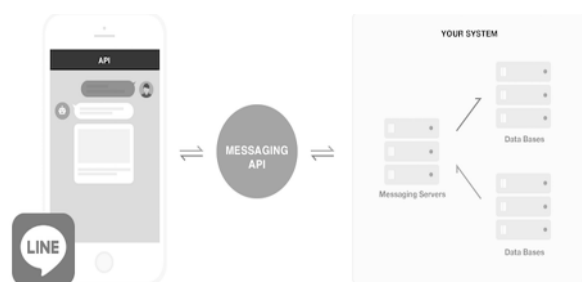 API
LINE
MESSAGING
API
YOUR SYSTEM
Messaging Servers
Data Bases
Data Bases